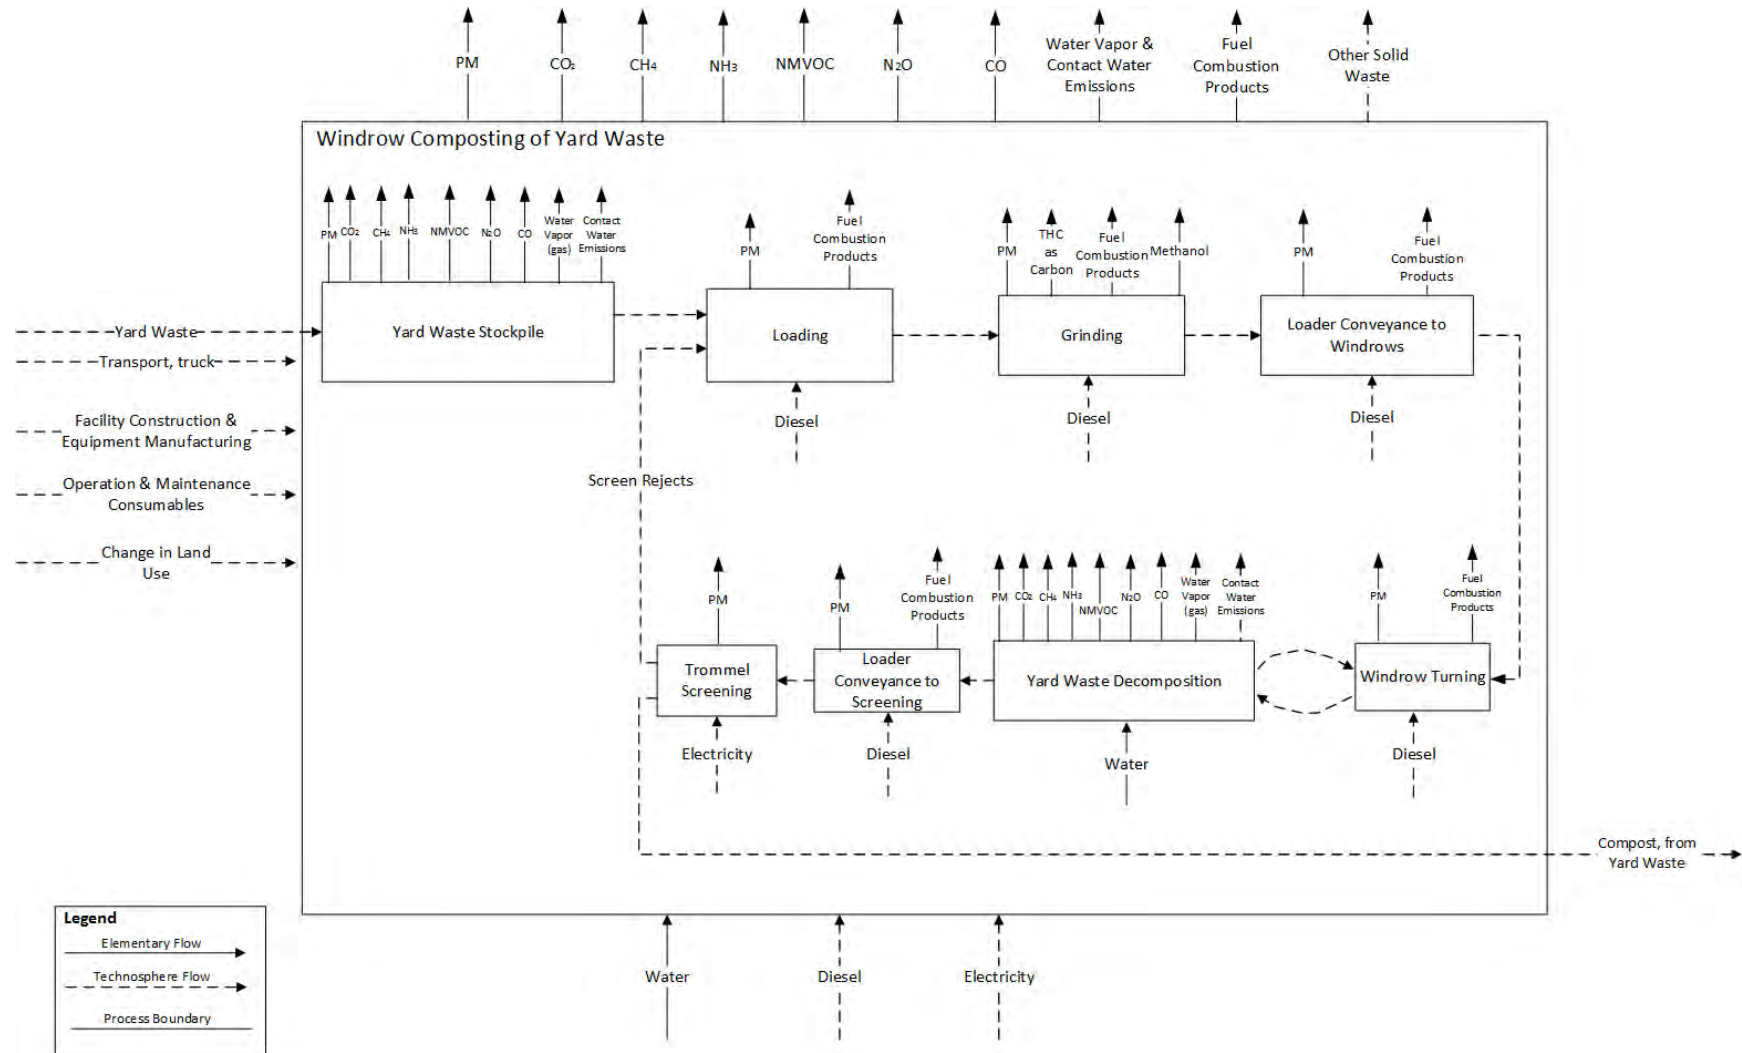 PM
CO₂
CH₄
NH₃
NMVOC
N₂O
CO
Water Vapor &
Contact Water
Emissions
Fuel
Combustion
Products
Other Solid
Waste
Windrow Composting of Yard Waste
PM
CO₂
CH₄
NH₃
NMVOC
N₂O
CO
Water
Vapor
(gas)
Contact
Water
Emissions
Yard Waste Stockpile
PM
Fuel
Combustion
Products
Loading
Diesel
PM
THC
as
Carbon
Fuel
Combustion
Products
Methanol
Grinding
Diesel
PM
Fuel
Combustion
Products
Loader Conveyance to
Windrows
Diesel
Yard Waste
Transport, truck
Facility Construction &
Equipment Manufacturing
Operation & Maintenance
Consumables
Change in Land
Use
Screen Rejects
PM
Trommel
Screening
Electricity
PM
Fuel
Combustion
Products
Loader
Conveyance to
Screening
Diesel
PM
CO₂
CH₄
NH₃
NMVOC
N₂O
CO
Water
Vapor
(gas)
Contact
Water
Emissions
Yard Waste Decomposition
Water
PM
Fuel
Combustion
Products
Windrow Turning
Diesel
Compost, from
Yard Waste
Legend
Elementary Flow
Technosphere Flow
Process Boundary
Water
Diesel
Electricity